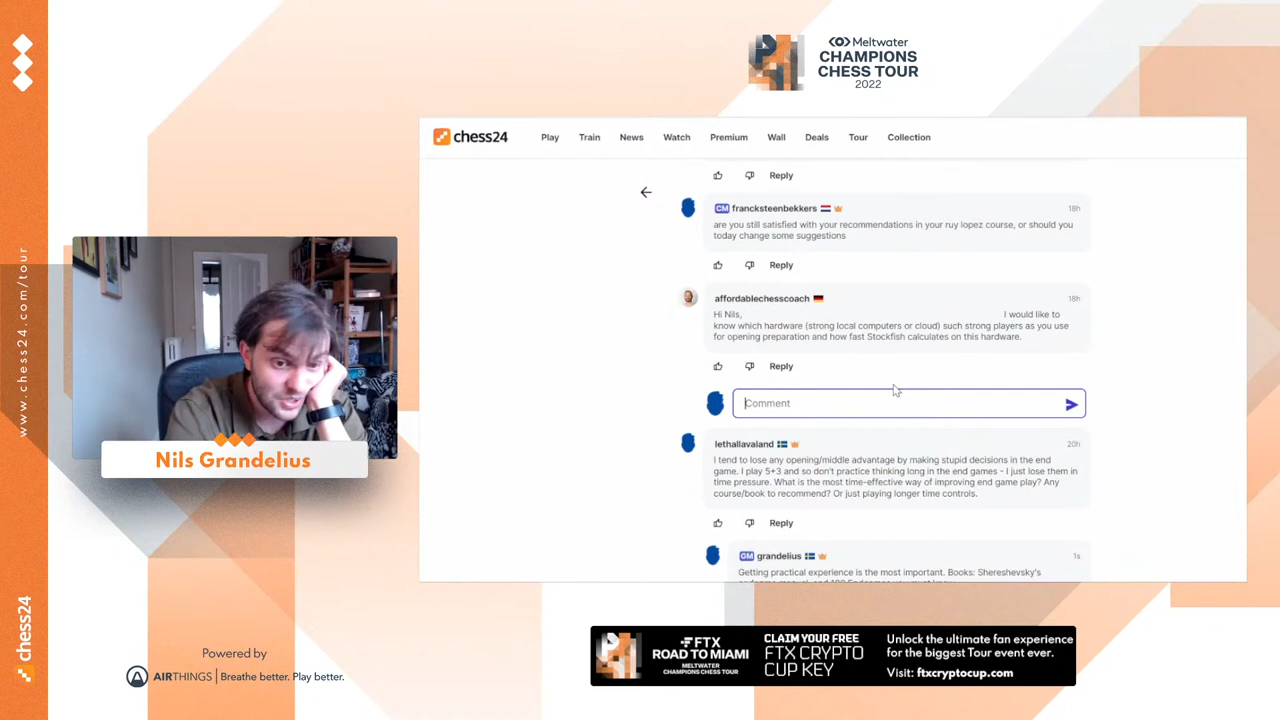 Meltwater
CHAMPIONS
CHESS TOUR
2022
www.chess24.com/tour
chess24
Play Train News Watch Premium Wall Deals Tour Collection
Reply
CM francksteenbekkers 18h
are you still satisfied with your recommendations in your ruy lopez course, or should you
today change some suggestions
Reply
affordablechesscoach 18h
Hi Nils, I would like to
know which hardware (strong local computers or cloud) such strong players as you use
for opening preparation and how fast Stockfish calculates on this hardware.
Reply
Comment
lethallavaland 20h
I tend to lose any opening/middle advantage by making stupid decisions in the end
game. I play 5+3 and so don't practice thinking long in the end games - I just lose them in
time pressure. What is the most time-effective way of improving end game play? Any
course/book to recommend? Or just playing longer time controls.
Reply
GM grandelius 1s
Getting practical experience is the most important. Books: Shereshevsky's
Nils Grandelius
chess24
Powered by
AIRTHINGS | Breathe better. Play better.
FTX
ROAD TO MIAMI
MELTWATER
CHAMPIONS CHESS TOUR
CLAIM YOUR FREE
FTX CRYPTO
CUP KEY
Unlock the ultimate fan experience
for the biggest Tour event ever.
Visit: ftxcryptocup.com